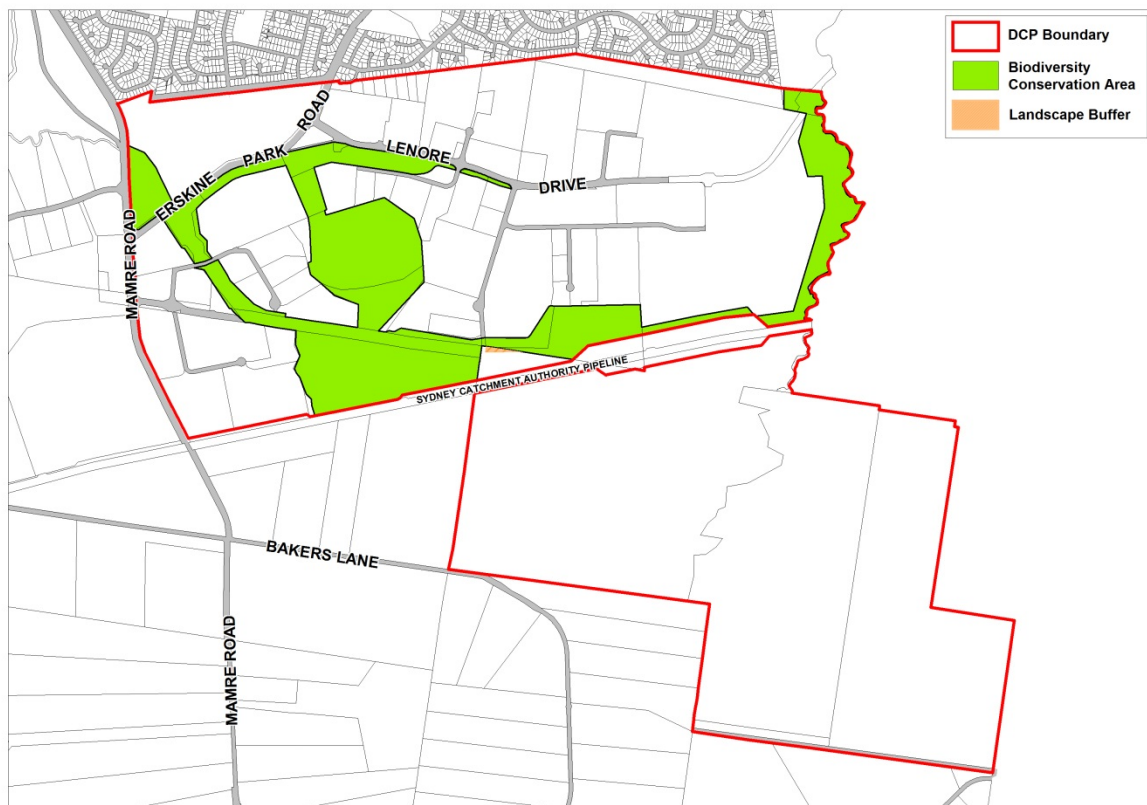 DCP Boundary
Biodiversity
Conservation Area
Landscape Buffer
ERSKINE PARK ROAD
LENORE DRIVE
MAMRE ROAD
SYDNEY CATCHMENT AUTHORITY PIPELINE
BAKERS LANE
MAMRE ROAD